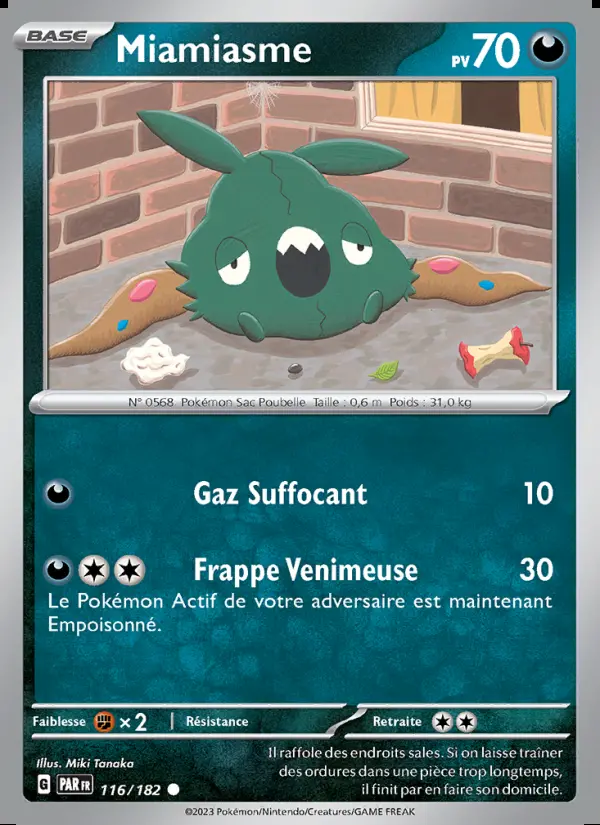 BASE Miamiasme PV 70
N° 0568 Pokémon Sac Poubelle Taille : 0,6 m Poids : 31,0 kg
Gaz Suffocant 10
Frappe Venimeuse 30
Le Pokémon Actif de votre adversaire est maintenant
Empoisonné.
Faiblesse ×2 Résistance Retraite
Illus. Miki Tanaka
G PAR FR 116/182
Il raffole des endroits sales. Si on laisse traîner
des ordures dans une pièce trop longtemps,
il finit par en faire son domicile.
©2023 Pokémon/Nintendo/Creatures/GAME FREAK